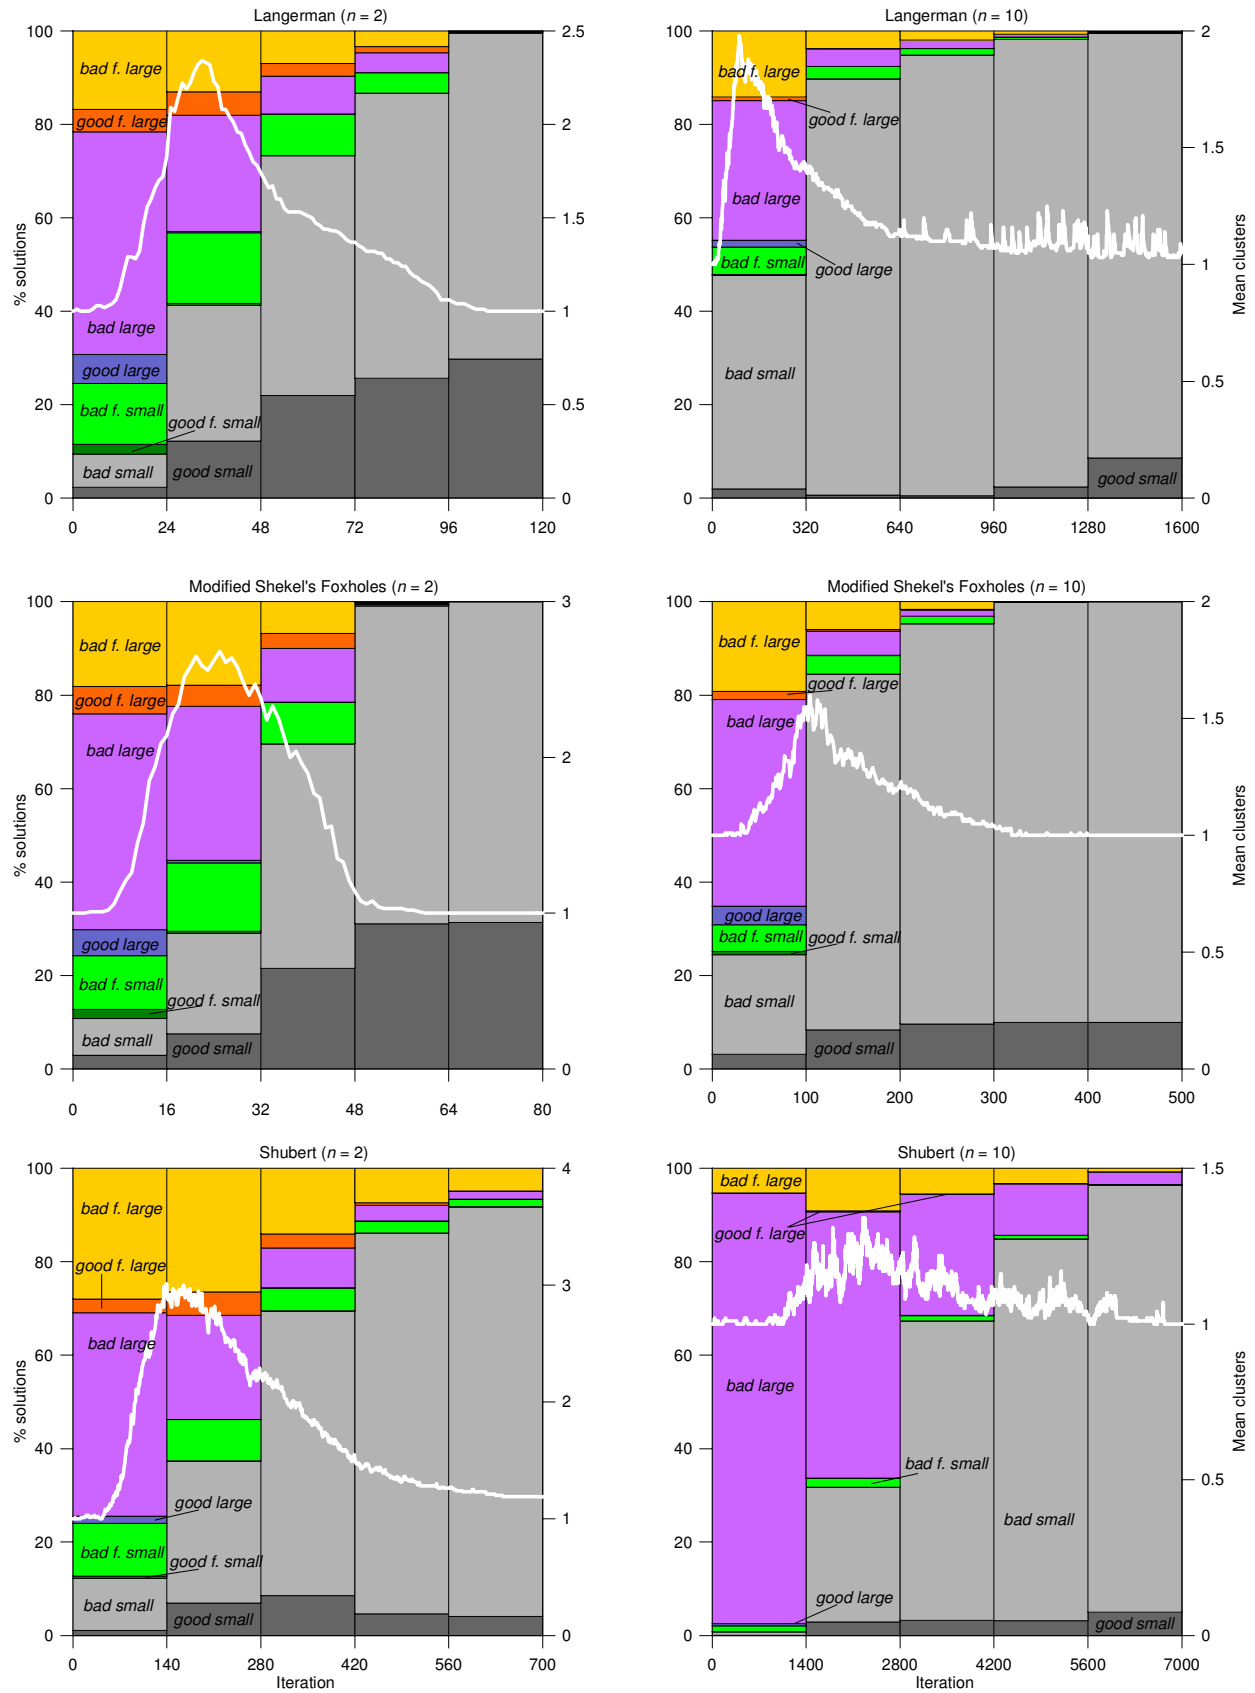 Langerman (n = 2)
100
80
60
40
20
0
% solutions
bad f. large
good f. large
bad large
good large
bad f. small
good f. small
bad small
good small
2.5
2
1.5
1
0.5
0
0 24 48 72 96 120
Langerman (n = 10)
100
80
60
40
20
0
bad f. large
good f. large
bad large
bad f. small
good large
bad small
good small
2
1.5
1
0.5
0
Mean clusters
0 320 640 960 1280 1600
Modified Shekel's Foxholes (n = 2)
100
80
60
40
20
0
% solutions
bad f. large
good f. large
bad large
good large
bad f. small
good f. small
bad small
good small
3
2
1
0
0 16 32 48 64 80
Modified Shekel's Foxholes (n = 10)
100
80
60
40
20
0
bad f. large
good f. large
bad large
good large
bad f. small
good f. small
bad small
good small
2
1.5
1
0.5
0
Mean clusters
0 100 200 300 400 500
Shubert (n = 2)
100
80
60
40
20
0
% solutions
bad f. large
good f. large
bad large
good large
bad f. small
good f. small
bad small
good small
4
3
2
1
0
0 140 280 420 560 700
Iteration
Shubert (n = 10)
100
80
60
40
20
0
bad f. large
good f. large
bad large
bad f. small
bad small
good large
good small
1.5
1
0.5
0
Mean clusters
0 1400 2800 4200 5600 7000
Iteration